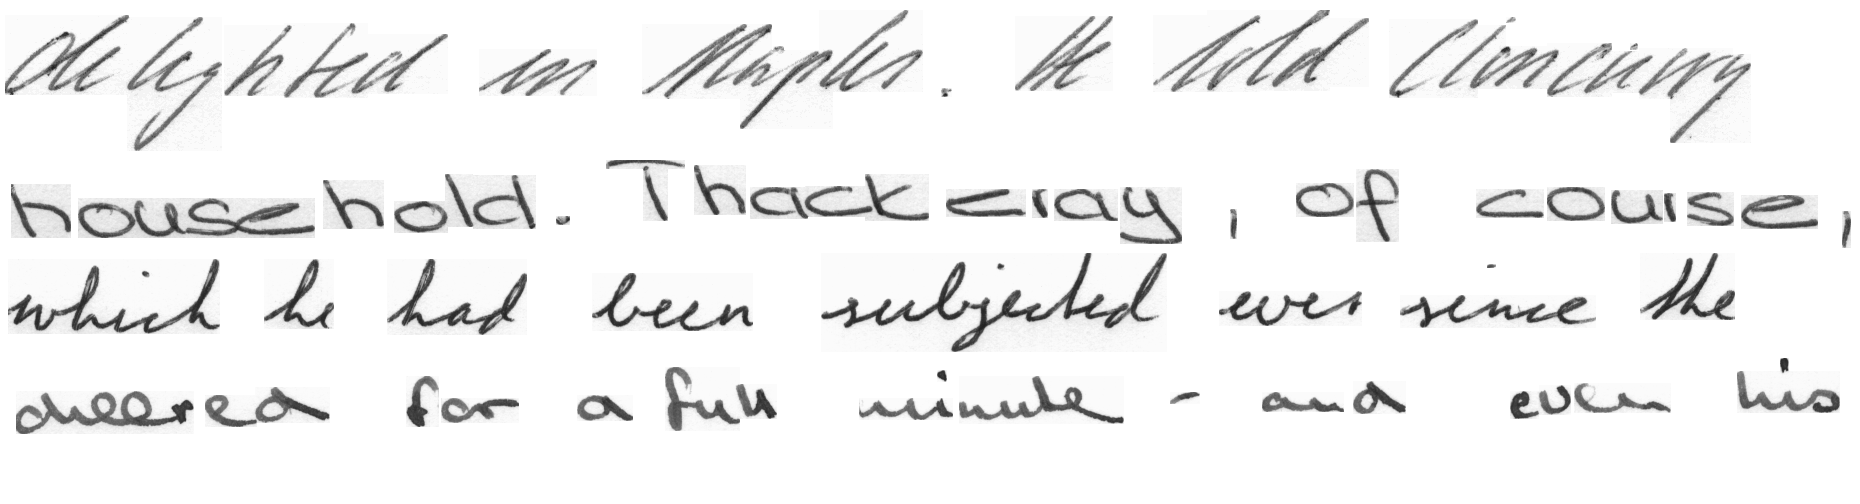 delighted in Naples. He told Cloncurry
household. Thackeray, of course,
which he had been subjected ever since the
cheered for a full minute - and even his